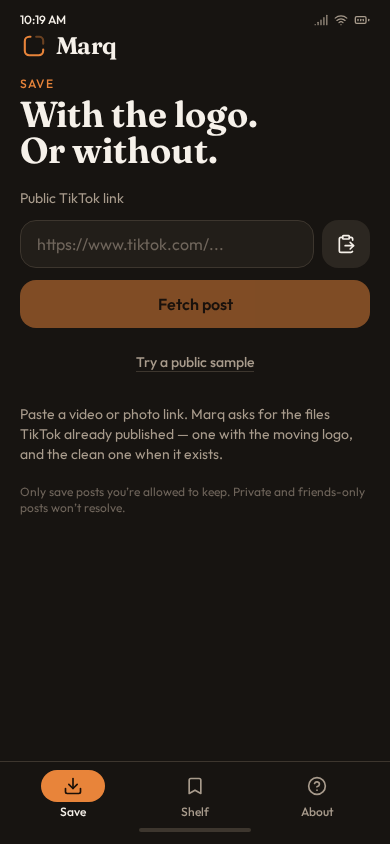 10:19 AM
Marq
SAVE
With the logo.
Or without.
Public TikTok link
https://www.tiktok.com/...
Fetch post
Try a public sample
Paste a video or photo link. Marq asks for the files
TikTok already published — one with the moving logo,
and the clean one when it exists.
Only save posts you're allowed to keep. Private and friends-only
posts won't resolve.
Save
Shelf
About